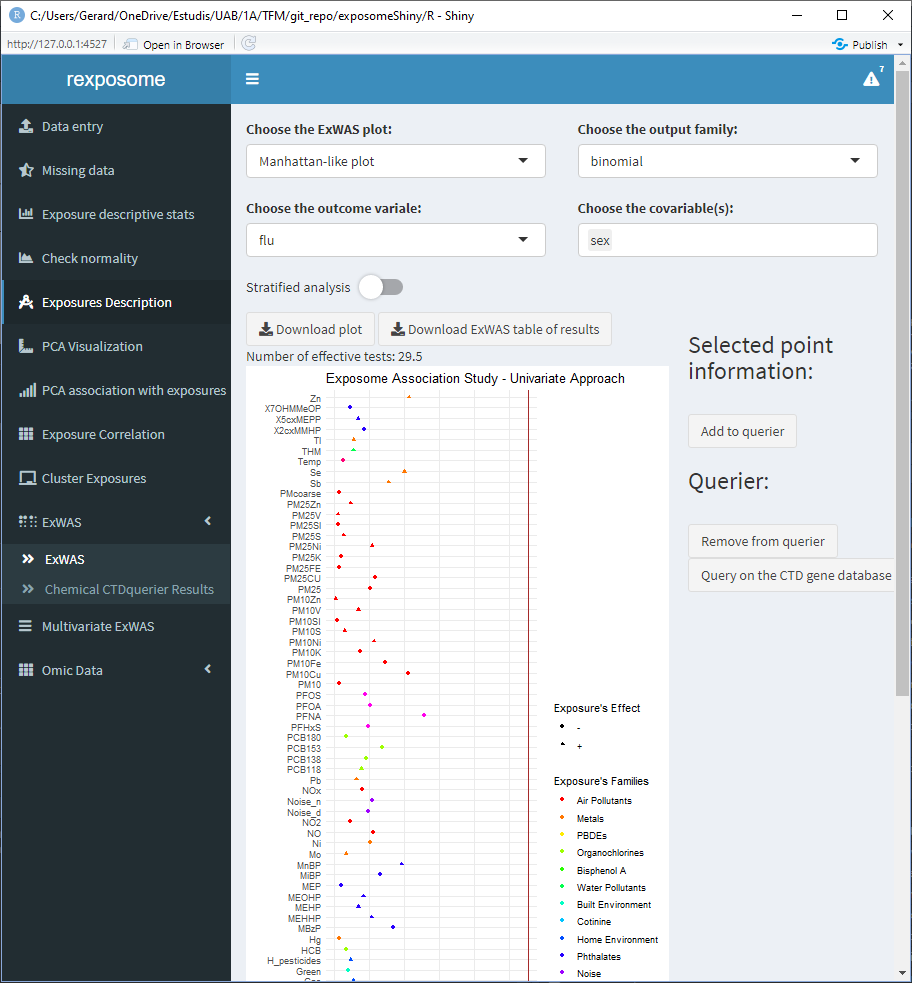 C:/Users/Gerard/OneDrive/Estudis/UAB/1A/TFM/git_repo/exposomeShiny/R - Shiny
http://127.0.0.1:4527
Open in Browser
Publish
rexposome
7
Data entry
Missing data
Exposure descriptive stats
Check normality
Exposures Description
PCA Visualization
PCA association with exposures
Exposure Correlation
Cluster Exposures
ExWAS
ExWAS
Chemical CTDquerier Results
Multivariate ExWAS
Omic Data
Choose the ExWAS plot:
Manhattan-like plot
Choose the output family:
binomial
Choose the outcome variale:
flu
Choose the covariable(s):
sex
Stratified analysis
Download plot
Download ExWAS table of results
Number of effective tests: 29.5
Exposome Association Study - Univariate Approach
Zn
X7OHMMeOP
X5cxMEPP
X2cxMMHP
Tl
THM
Temp
Se
Sb
PMcoarse
PM25Zn
PM25V
PM25SI
PM25S
PM25Ni
PM25K
PM25FE
PM25CU
PM25
PM10Zn
PM10V
PM10SI
PM10S
PM10Ni
PM10K
PM10Fe
PM10Cu
PM10
PFOS
PFOA
PFNA
PFHxS
PCB180
PCB153
PCB138
PCB118
Pb
NOx
Noise_n
Noise_d
NO2
NO
Ni
Mo
MnBP
MiBP
MEP
MEOHP
MEHP
MEHHP
MBzP
Hg
HCB
H_pesticides
Green
Exposure's Effect
-
+
Exposure's Families
Air Pollutants
Metals
PBDEs
Organochlorines
Bisphenol A
Water Pollutants
Built Environment
Cotinine
Home Environment
Phthalates
Noise
Selected point
information:
Add to querier
Querier:
Remove from querier
Query on the CTD gene database